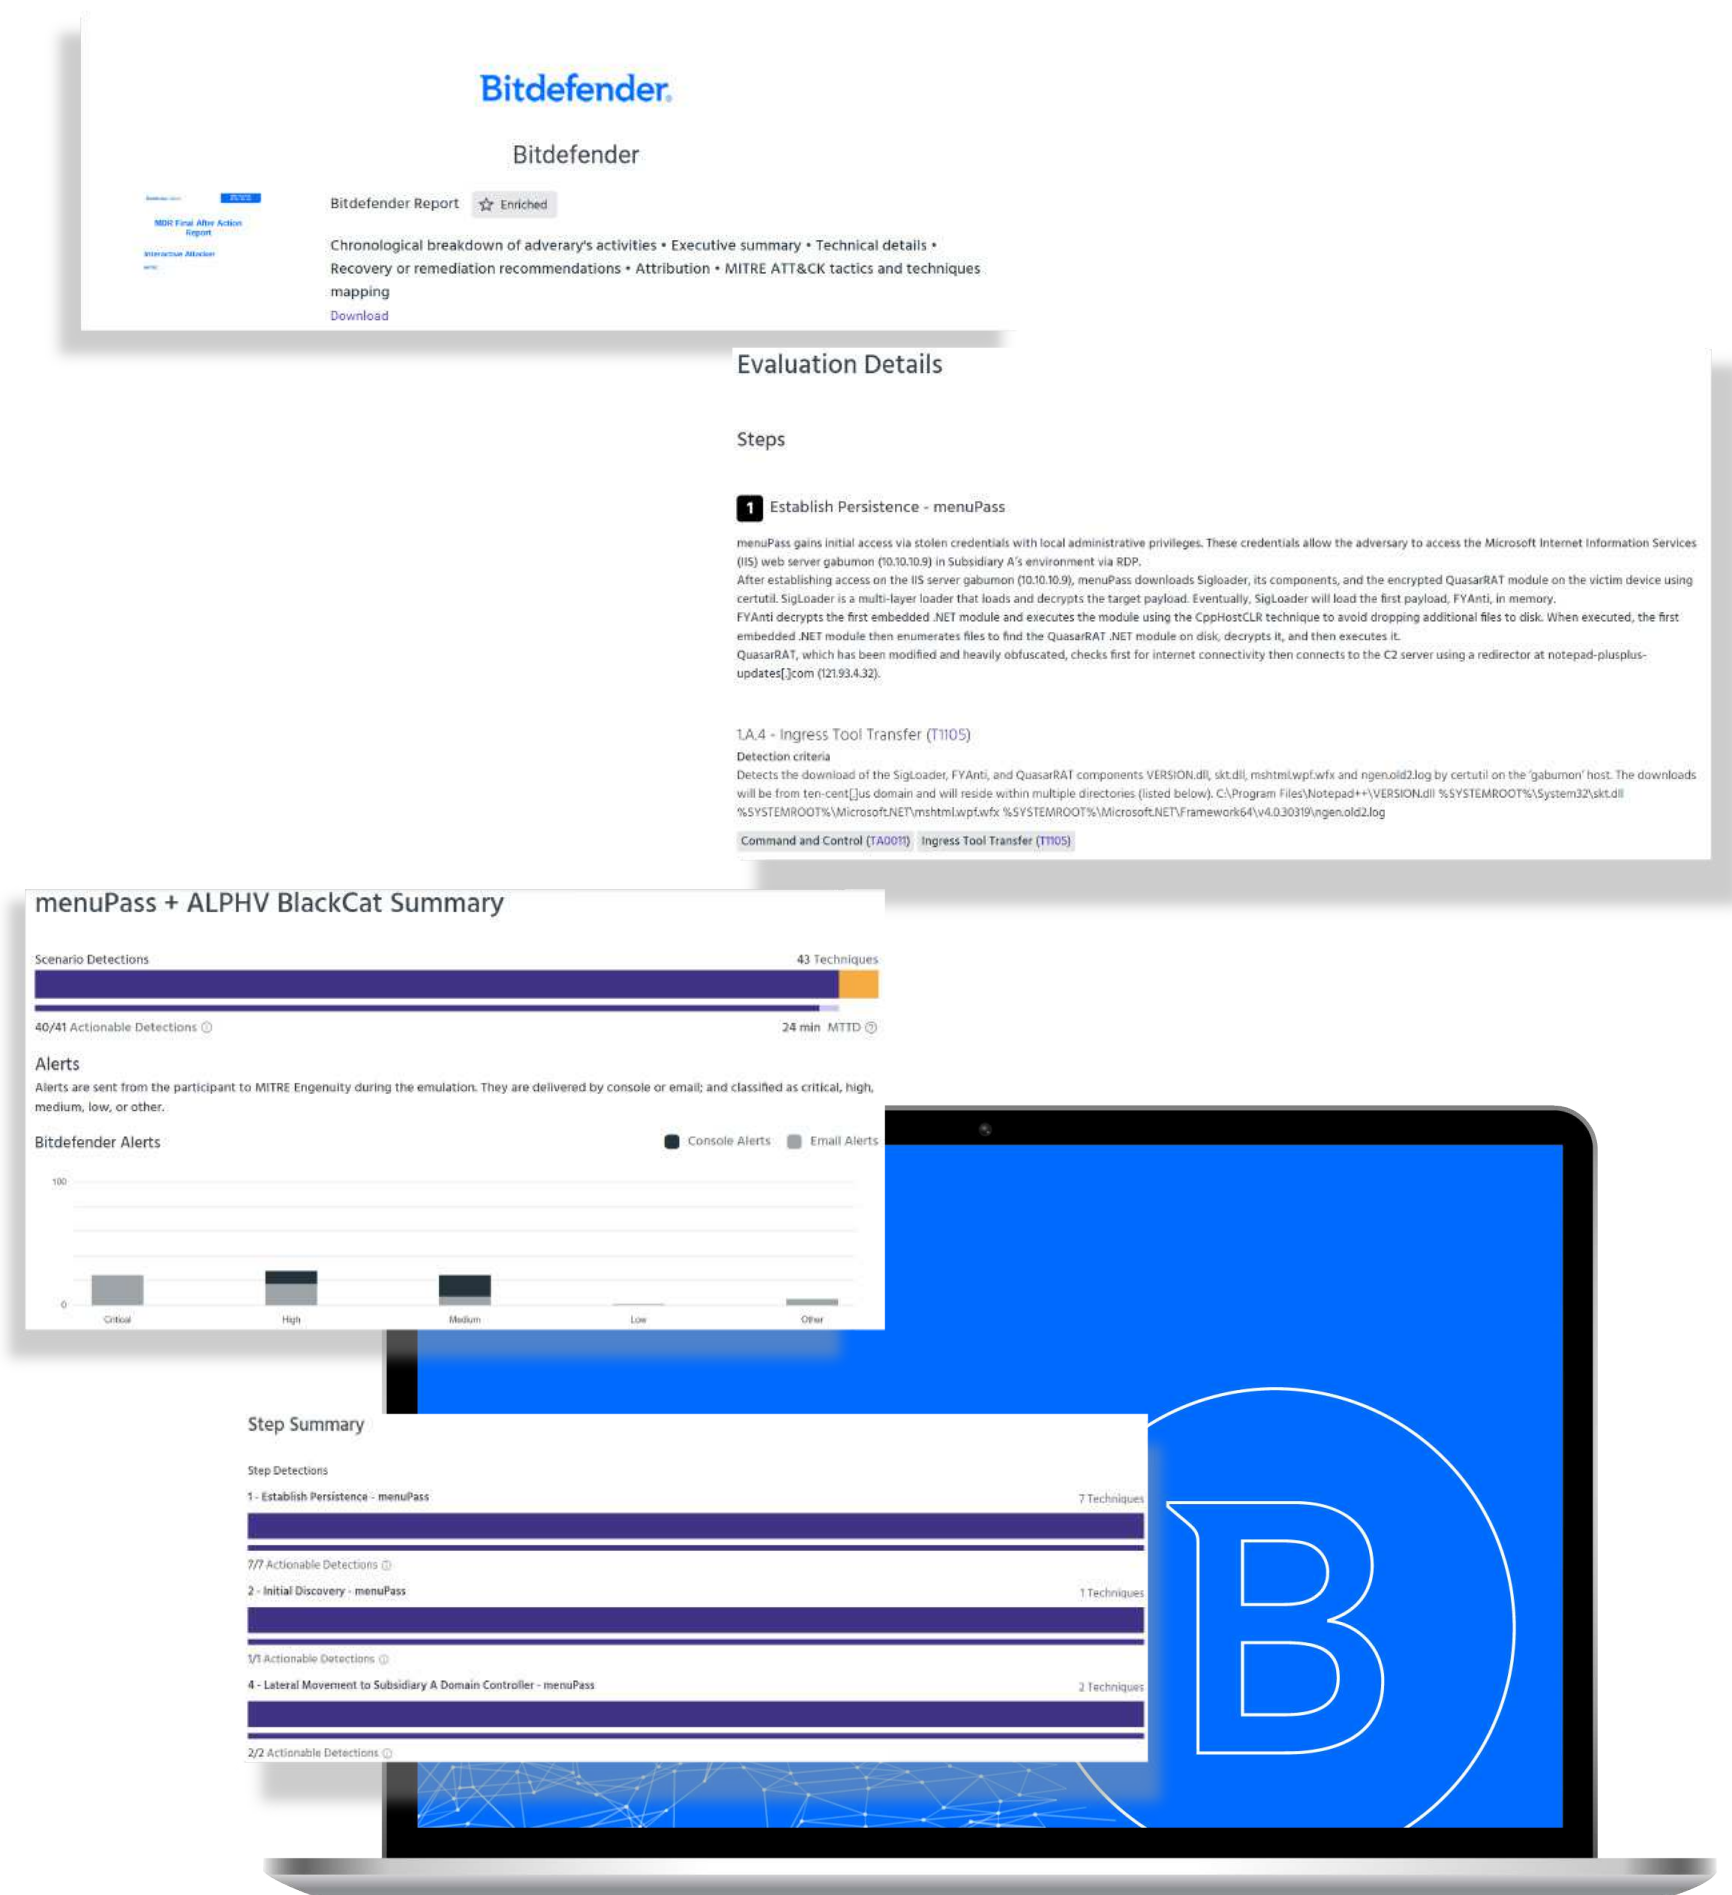 Bitdefender
Bitdefender
Bitdefender Report Enriched
MDR Final After Action
Report
Interactive Attacker
Chronological breakdown of adverary's activities • Executive summary • Technical details •
Recovery or remediation recommendations • Attribution • MITRE ATT&CK tactics and techniques
mapping
Download
Evaluation Details
Steps
1 Establish Persistence - menuPass
menuPass gains initial access via stolen credentials with local administrative privileges. These credentials allow the adversary to access the Microsoft Internet Information Services
(IIS) web server gabumon (10.10.10.9) in Subsidiary A's environment via RDP.
After establishing access on the IIS server gabumon (10.10.10.9), menuPass downloads Sigloader, its components, and the encrypted QuasarRAT module on the victim device using
certutil. SigLoader is a multi-layer loader that loads and decrypts the target payload. Eventually, SigLoader will load the first payload, FYAnti, in memory.
FYAnti decrypts the first embedded .NET module and executes the module using the CppHostCLR technique to avoid dropping additional files to disk. When executed, the first
embedded .NET module then enumerates files to find the QuasarRAT .NET module on disk, decrypts it, and then executes it.
QuasarRAT, which has been modified and heavily obfuscated, checks first for internet connectivity then connects to the C2 server using a redirector at notepad-plusplus-
updates[.]com (121.93.4.32).
1.A.4 - Ingress Tool Transfer (T1105)
Detection criteria
Detects the download of the SigLoader, FYAnti, and QuasarRAT components VERSION.dll, skt.dll, mshtml.wpf.wfx and ngen.old2.log by certutil on the 'gabumon' host. The downloads
will be from ten-cent[.]us domain and will reside within multiple directories (listed below). C:\Program Files\Notepad++\VERSION.dll %SYSTEMROOT%\System32\skt.dll
%SYSTEMROOT%\Microsoft.NET\mshtml.wpf.wfx %SYSTEMROOT%\Microsoft.NET\Framework64\v4.0.30319\ngen.old2.log
Command and Control (TA0011) Ingress Tool Transfer (T1105)
menuPass + ALPHV BlackCat Summary
Scenario Detections 43 Techniques
40/41 Actionable Detections 24 min MTTD
Alerts
Alerts are sent from the participant to MITRE Engenuity during the emulation. They are delivered by console or email; and classified as critical, high,
medium, low, or other.
Bitdefender Alerts Console Alerts Email Alerts
100
0
Critical High Medium Low Other
Step Summary
Step Detections
1 - Establish Persistence - menuPass 7 Techniques
7/7 Actionable Detections
2 - Initial Discovery - menuPass 1 Techniques
1/1 Actionable Detections
4 - Lateral Movement to Subsidiary A Domain Controller - menuPass 2 Techniques
2/2 Actionable Detections
B